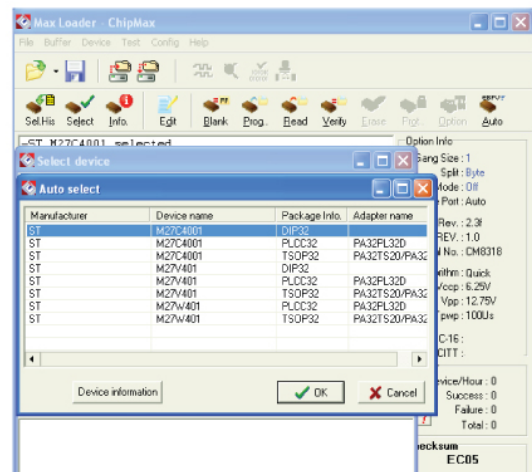 Max Loader - ChipMax
File Buffer Device Test Config Help
Sel.His Select Info. Edit Blank Prog.. Read Verify Erase Prot.. Option Auto
-ST M27C4001 selected
Option Info
Gang Size : 1
Split : Byte
Mode : Off
Port : Auto
Rev. : 2.3f
REV. : 1.0
No. : CM8318
ithm : Quick
Vccp : 6.25V
Vpp : 12.75V
Tpwp : 100Us
C-16 :
CITT :
evice/Hour : 0
Success : 0
Failure : 0
Total : 0
ecksum
EC05
Select device
Auto select
Manufacturer Device name Package Info. Adapter name
ST M27C4001 DIP32
ST M27C4001 PLCC32 PA32PL32D
ST M27C4001 TSOP32 PA32TS20/PA32
ST M27V401 DIP32
ST M27V401 PLCC32 PA32PL32D
ST M27V401 TSOP32 PA32TS20/PA32
ST M27W401 PLCC32 PA32PL32D
ST M27W401 TSOP32 PA32TS20/PA32
Device information OK Cancel